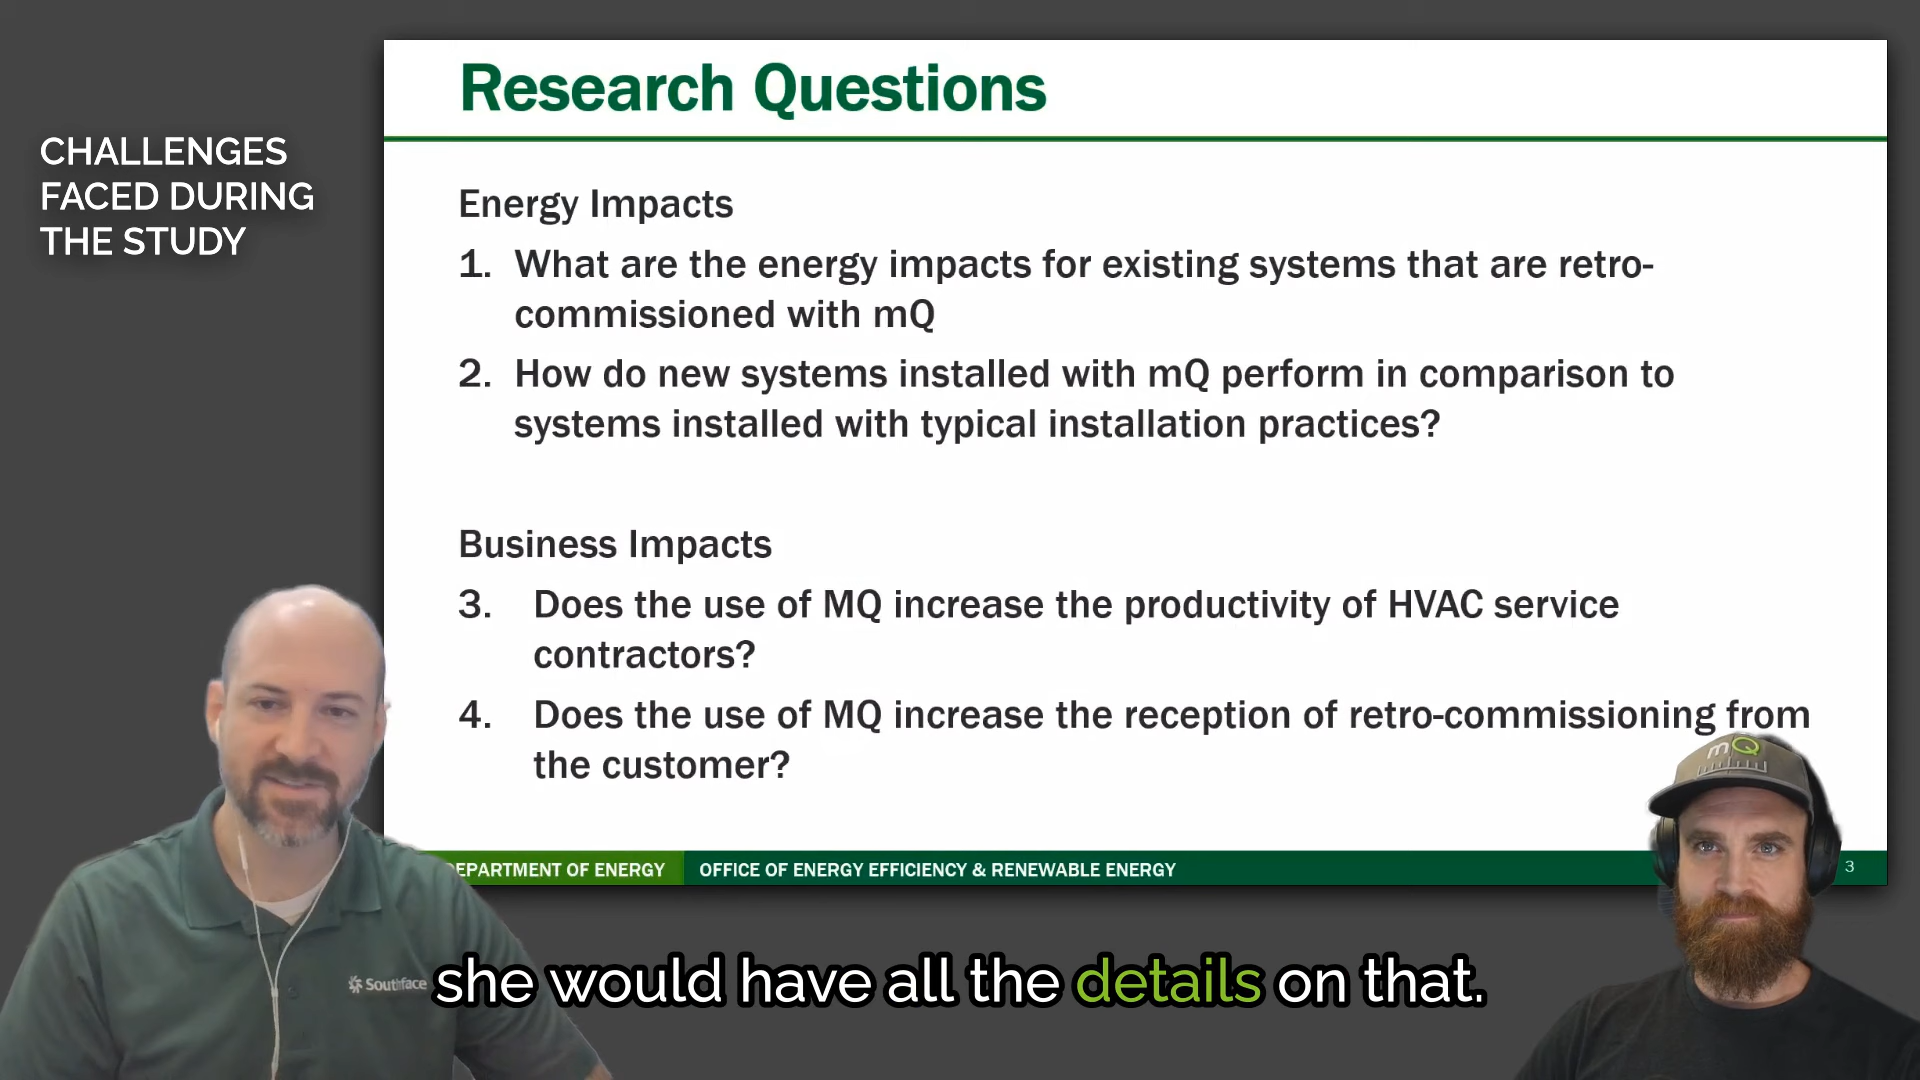 CHALLENGES
FACED DURING
THE STUDY
Research Questions
Energy Impacts
1. What are the energy impacts for existing systems that are retro-
commissioned with mQ
2. How do new systems installed with mQ perform in comparison to
systems installed with typical installation practices?
Business Impacts
3. Does the use of MQ increase the productivity of HVAC service
contractors?
4. Does the use of MQ increase the reception of retro-commissioning from
the customer?
mQ
EPARTMENT OF ENERGY OFFICE OF ENERGY EFFICIENCY & RENEWABLE ENERGY 3
Southface
she would have all the details on that.